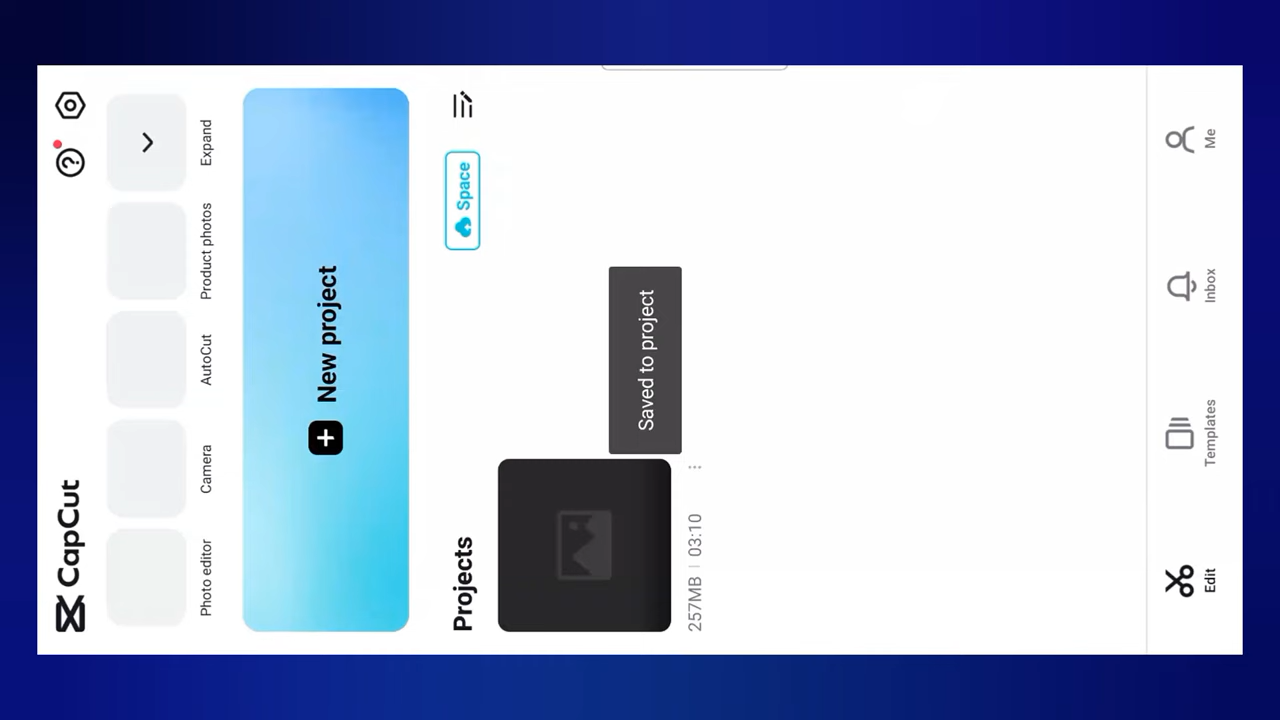 CapCut
Photo editor
Camera
AutoCut
Product photos
Expand
New project
Projects
Space
Saved to project
257MB | 03:10
Edit
Templates
Inbox
Me